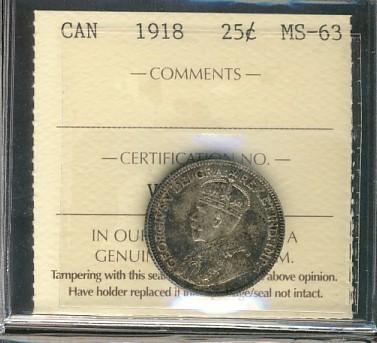 CAN 1918 25¢ MS-63
— COMMENTS —
— CERTIFICATION NO. —
V
IN OUR A
GENUIN M.
Tampering with this sea above opinion.
Have holder replaced if /seal not intact.
GEORGIVS V DEI GRA: REX ET IND:IMP: